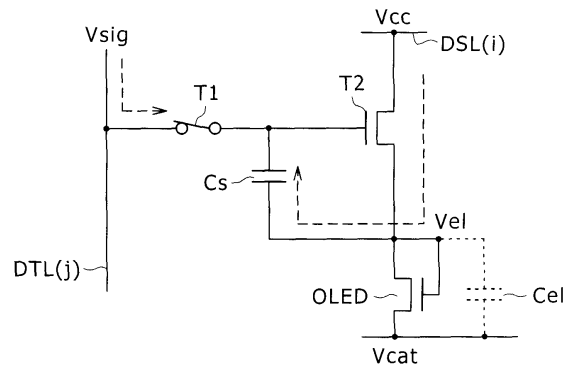 Vcc
Vsig
DSL(i)
T1
T2
Cs
Vel
DTL(j)
OLED
Cel
Vcat